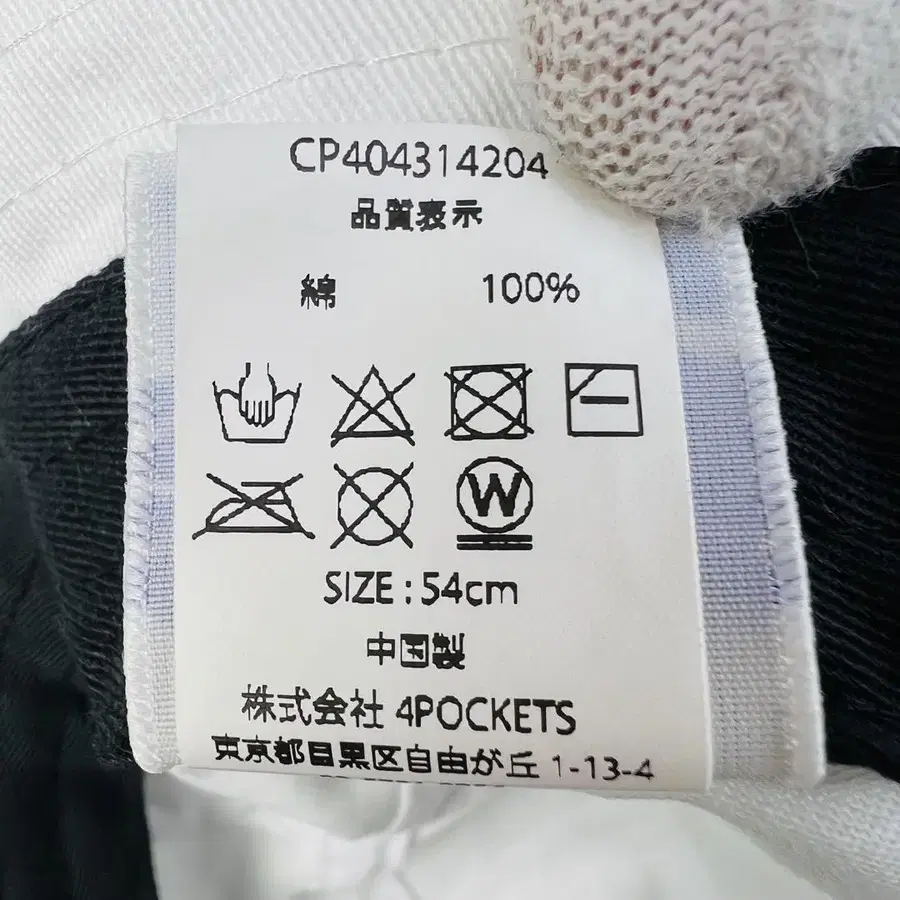 CP404314204
品質表示
綿 100%
W
SIZE : 54cm
中国製
株式会社 4POCKETS
東京都目黒区自由が丘 1-13-4